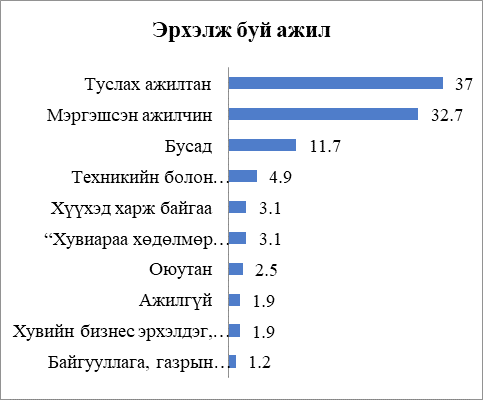 Эрхэлж буй ажил
Туслах ажилтан 37
Мэргэшсэн ажилчин 32.7
Бусад 11.7
Техникийн болон… 4.9
Хүүхэд харж байгаа 3.1
“Хувиараа хөдөлмөр… 3.1
Оюутан 2.5
Ажилгүй 1.9
Хувийн бизнес эрхэлдэг,… 1.9
Байгууллага, газрын… 1.2